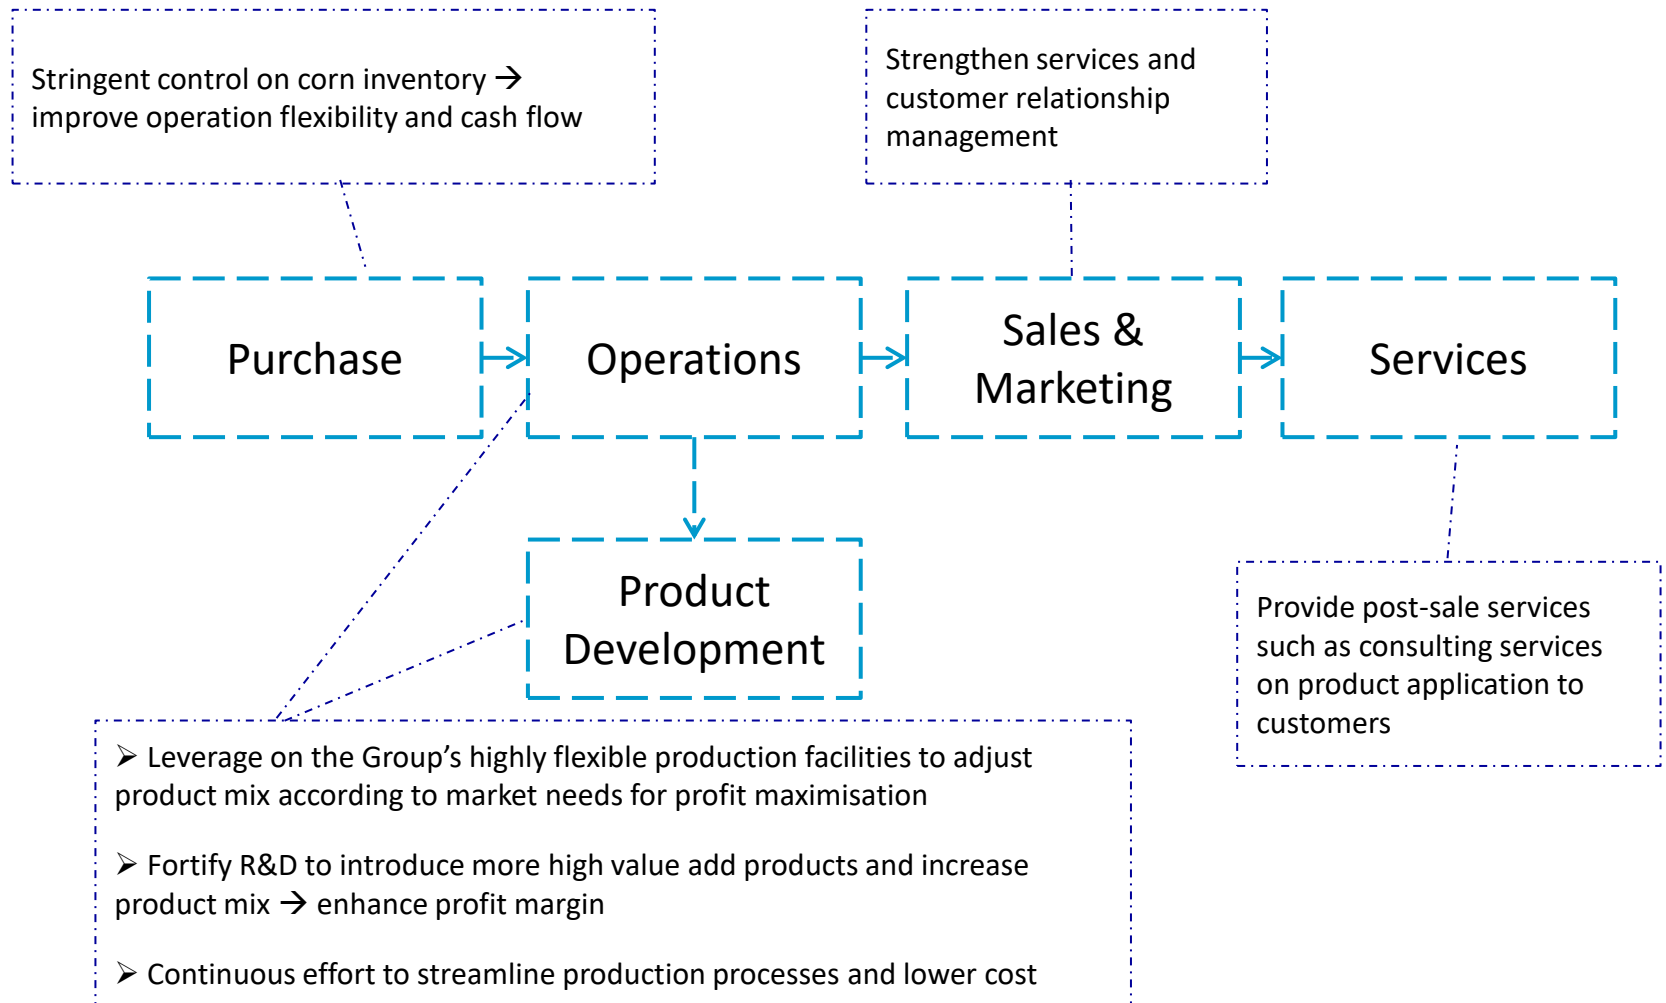 Stringent control on corn inventory →
improve operation flexibility and cash flow
Strengthen services and
customer relationship
management
Purchase
Operations
Sales &
Marketing
Services
Product
Development
Provide post-sale services
such as consulting services
on product application to
customers
➢ Leverage on the Group’s highly flexible production facilities to adjust
product mix according to market needs for profit maximisation
➢ Fortify R&D to introduce more high value add products and increase
product mix → enhance profit margin
➢ Continuous effort to streamline production processes and lower cost